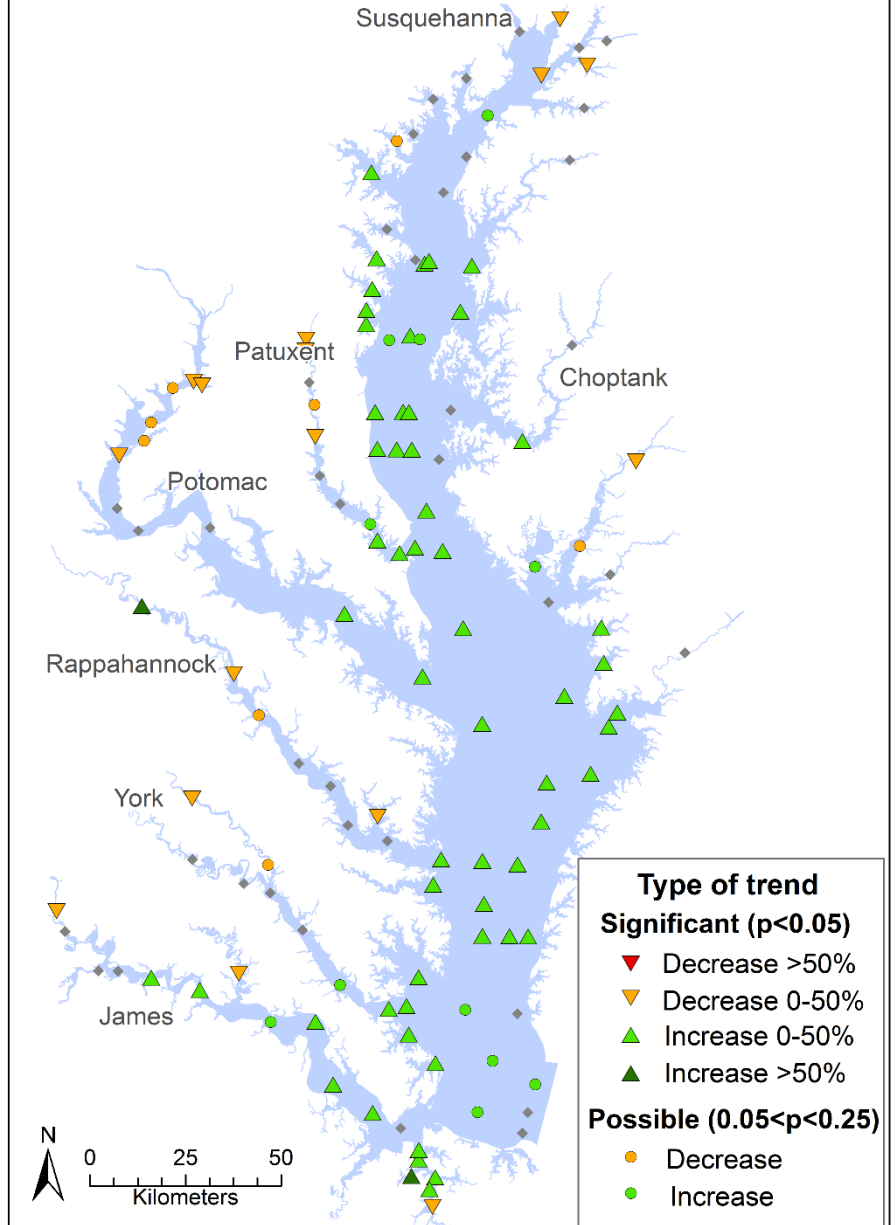 Susquehanna
Patuxent
Choptank
Potomac
Rappahannock
York
James
N
0 25 50
Kilometers
Type of trend
Significant (p<0.05)
Decrease >50%
Decrease 0-50%
Increase 0-50%
Increase >50%
Possible (0.05<p<0.25)
Decrease
Increase